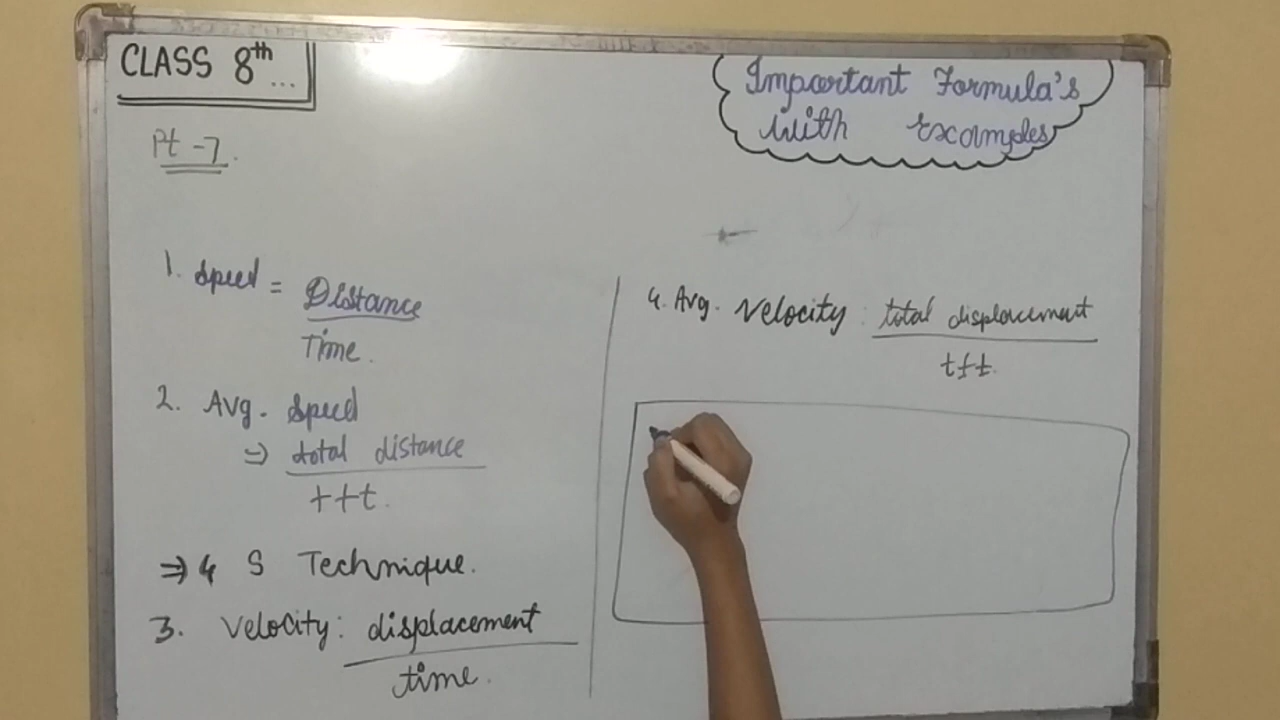 CLASS 8th ...
Important Formula's
with Examples
Pt -7.
1. Speed = Distance
Time.
2. Avg. Speed
=> total distance
ttt.
=> 4 S Technique.
3. Velocity: displacement
time.
4. Avg. Velocity: total displacement
ttt.